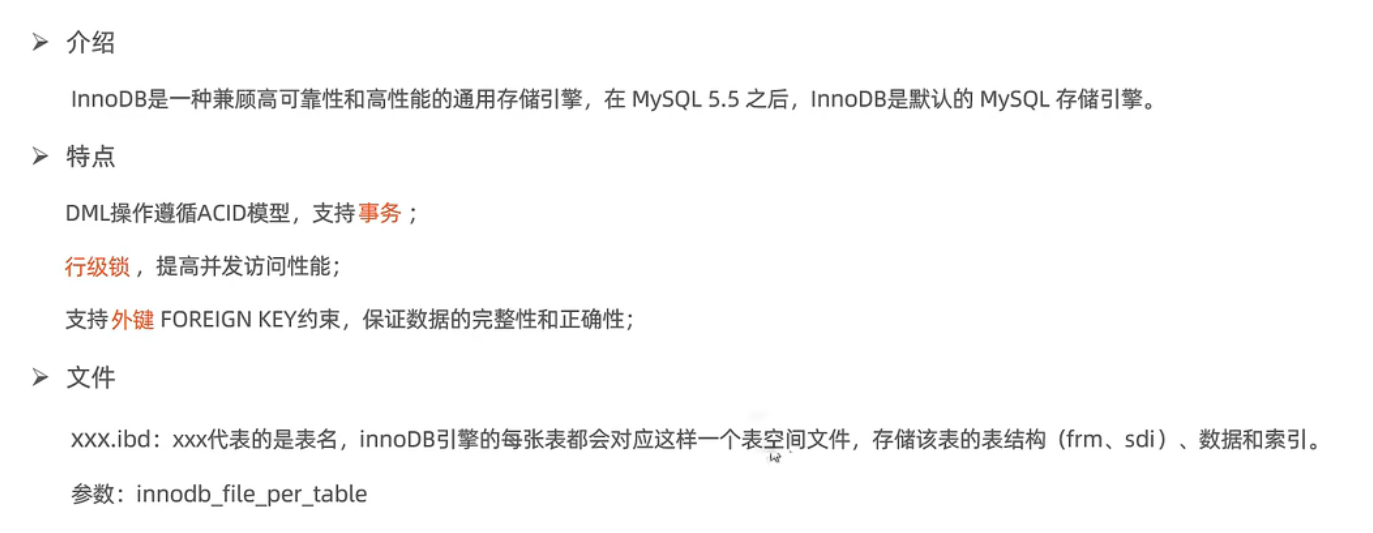 介绍
InnoDB是一种兼顾高可靠性和高性能的通用存储引擎，在 MySQL 5.5 之后，InnoDB是默认的 MySQL 存储引擎。
特点
DML操作遵循ACID模型，支持事务；
行级锁，提高并发访问性能；
支持外键 FOREIGN KEY约束，保证数据的完整性和正确性；
文件
xxx.ibd：xxx代表的是表名，innoDB引擎的每张表都会对应这样一个表空间文件，存储该表的表结构（frm、sdi）、数据和索引。
参数：innodb_file_per_table